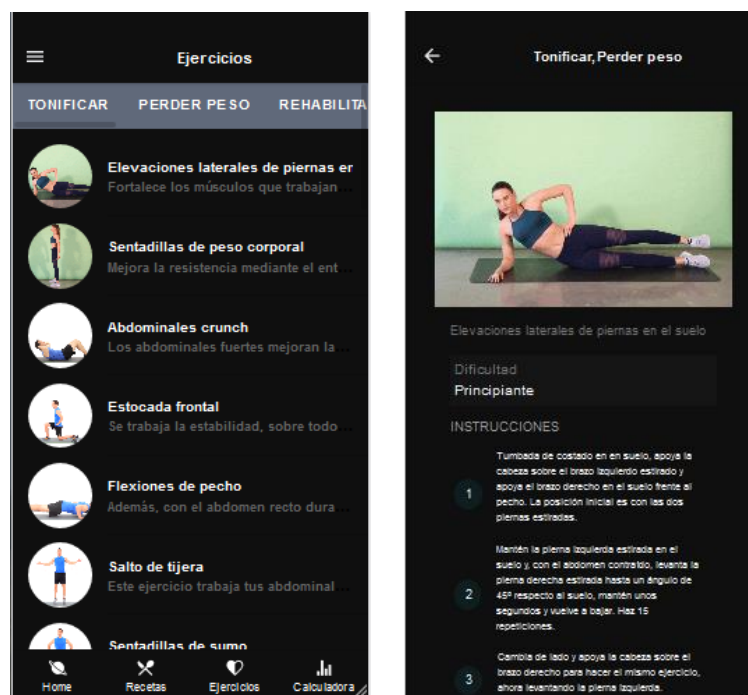 Ejercicios
TONIFICAR PERDER PESO REHABILITA
Elevaciones laterales de piernas er
Fortalece los músculos que trabajan...
Sentadillas de peso corporal
Mejora la resistencia mediante el ent...
Abdominales crunch
Los abdominales fuertes mejoran la...
Estocada frontal
Se trabaja la estabilidad, sobre todo...
Flexiones de pecho
Además, con el abdomen recto dura...
Salto de tijera
Este ejercicio trabaja tus abdominal...
Sentadillas de sumo
Home Recetas Ejercicios Calculadora
Tonificar,Perder peso
Elevaciones laterales de piernas en el suelo
Dificultad
Principiante
INSTRUCCIONES
1
Tumbada de costado en en suelo, apoya la
cabeza sobre el brazo izquierdo estirado y
apoya el brazo derecho en el suelo frente al
pecho. La posición inicial es con las dos
piernas estiradas.
2
Mantén la pierna izquierda estirada en el
suelo y, con el abdomen contraído, levanta la
pierna derecha estirada hasta un ángulo de
45º respecto al suelo, mantén unos
segundos y vuelve a bajar. Haz 15
repeticiones.
3
Cambia de lado y apoya la cabeza sobre el
brazo derecho para hacer el mismo ejercicio,
ahora levantando la pierna izquierda.